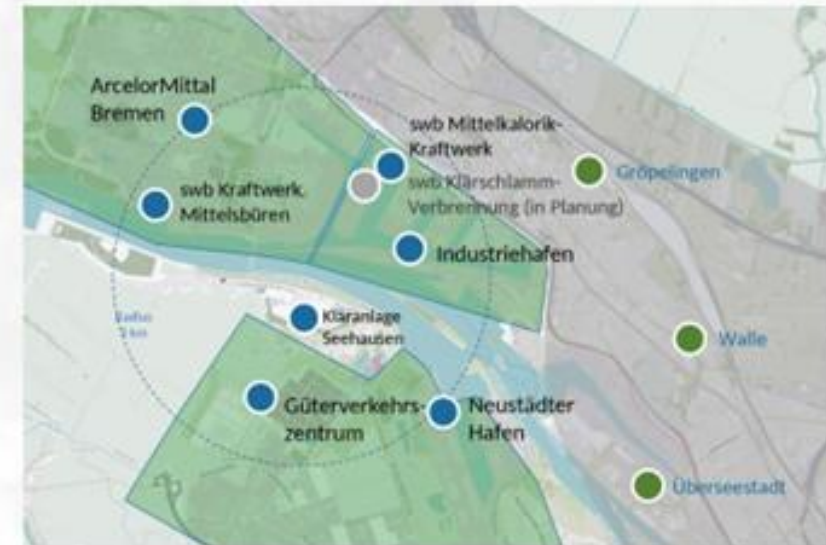 ArcelorMittal
Bremen
swb Mittelkalorik-
Kraftwerk
swb Klärschlamm-
Verbrennung (in Planung)
Gröpelingen
swb Kraftwerk
Mittelsbüren
Industriehafen
Radius
Kläranlage
Seehausen
Walle
Güterverkehrs-
zentrum
Neustädter
Hafen
Überseestadt